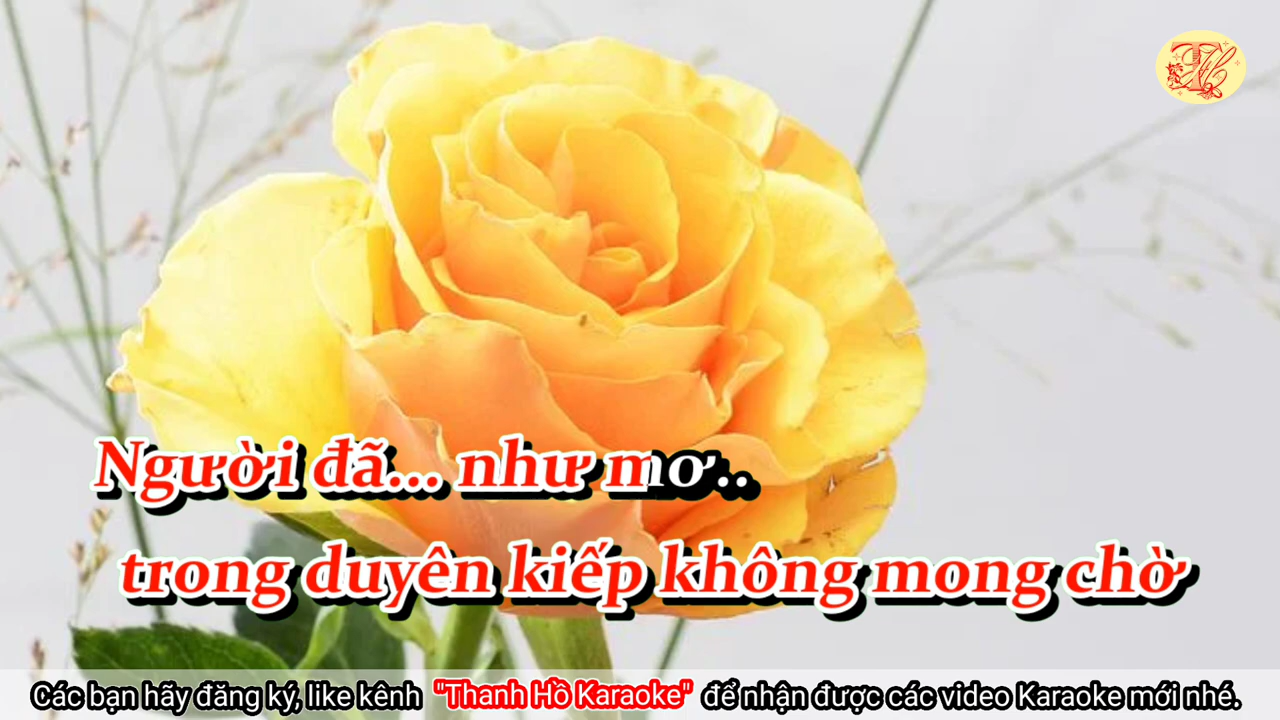 Người đã... như mơ..
trong duyên kiếp không mong chờ
Các bạn hãy đăng ký, like kênh "Thanh Hồ Karaoke" để nhận được các video Karaoke mới nhé.